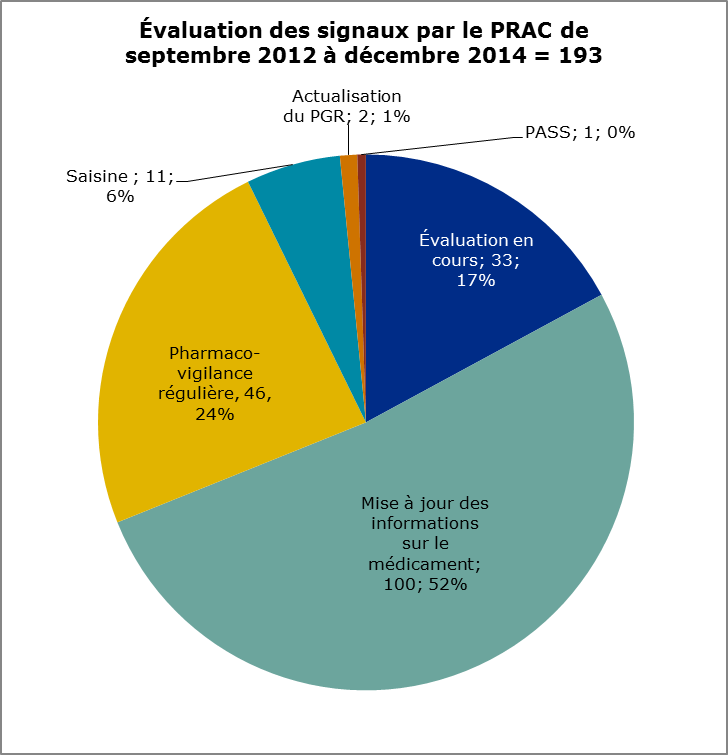 Évaluation des signaux par le PRAC de
septembre 2012 à décembre 2014 = 193
Actualisation
du PGR; 2; 1%
PASS; 1; 0%
Saisine ; 11;
6%
Évaluation en
cours; 33;
17%
Pharmaco-
vigilance
régulière, 46,
24%
Mise à jour des
informations
sur le
médicament;
100; 52%